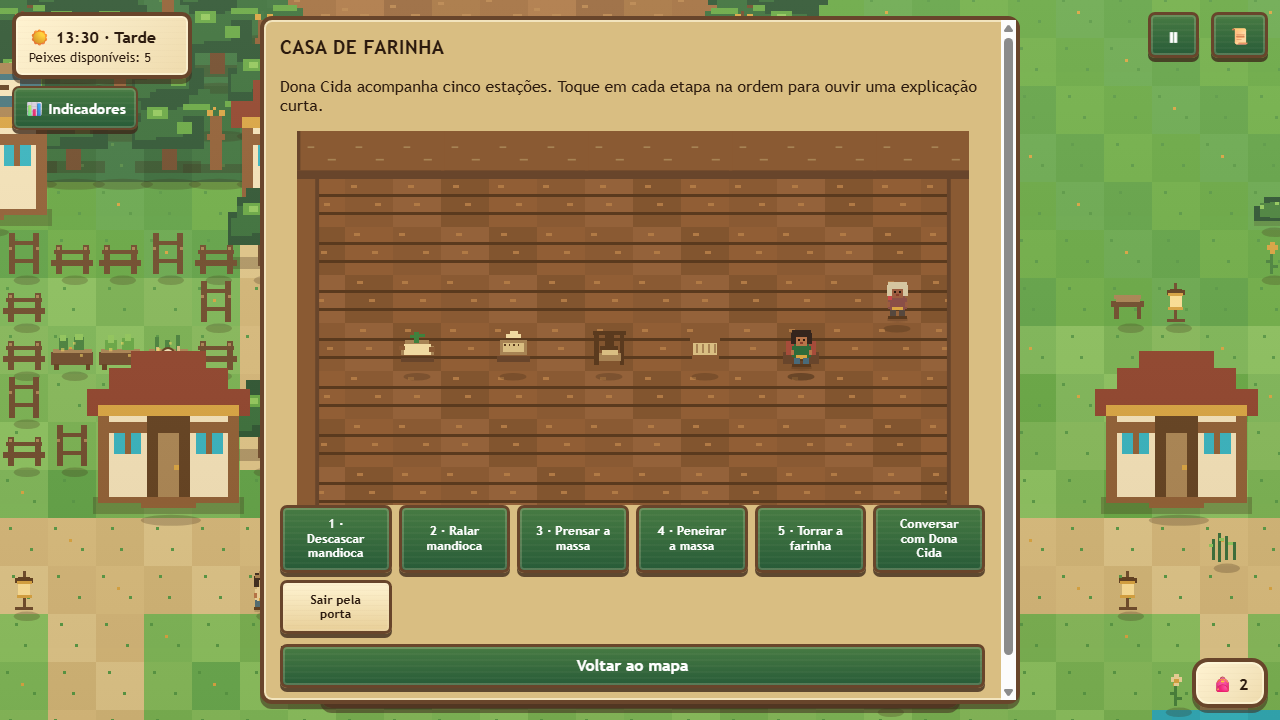 13:30 · Tarde
Peixes disponíveis: 5
Indicadores
CASA DE FARINHA
Dona Cida acompanha cinco estações. Toque em cada etapa na ordem para ouvir uma explicação
curta.
1 ·
Descascar
mandioca
2 · Ralar
mandioca
3 · Prensar a
massa
4 · Peneirar
a massa
5 · Torrar a
farinha
Conversar
com Dona
Cida
Sair pela
porta
Voltar ao mapa
2